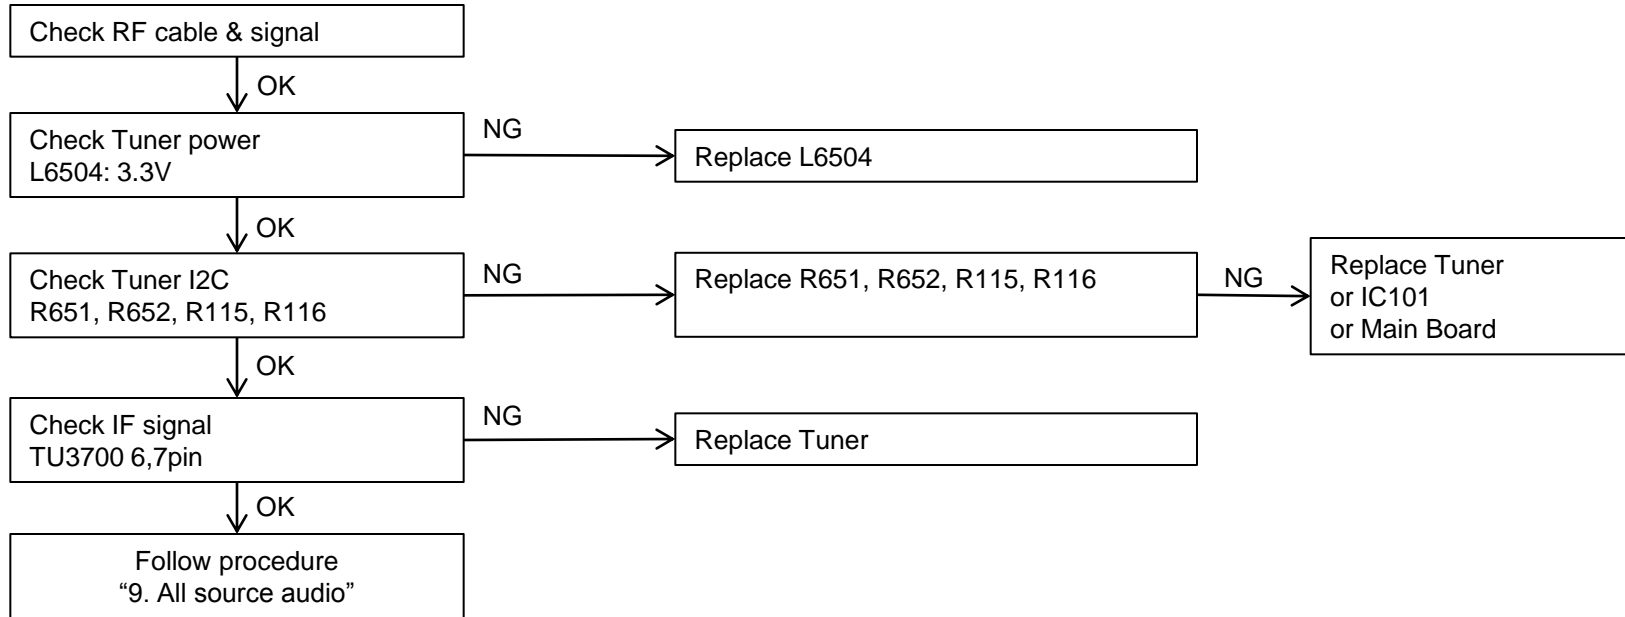 Check RF cable & signal
OK
Check Tuner power
L6504: 3.3V
NG
Replace L6504
OK
Check Tuner I2C
R651, R652, R115, R116
NG
Replace R651, R652, R115, R116
NG
Replace Tuner
or IC101
or Main Board
OK
Check IF signal
TU3700 6,7pin
NG
Replace Tuner
OK
Follow procedure
“9. All source audio”